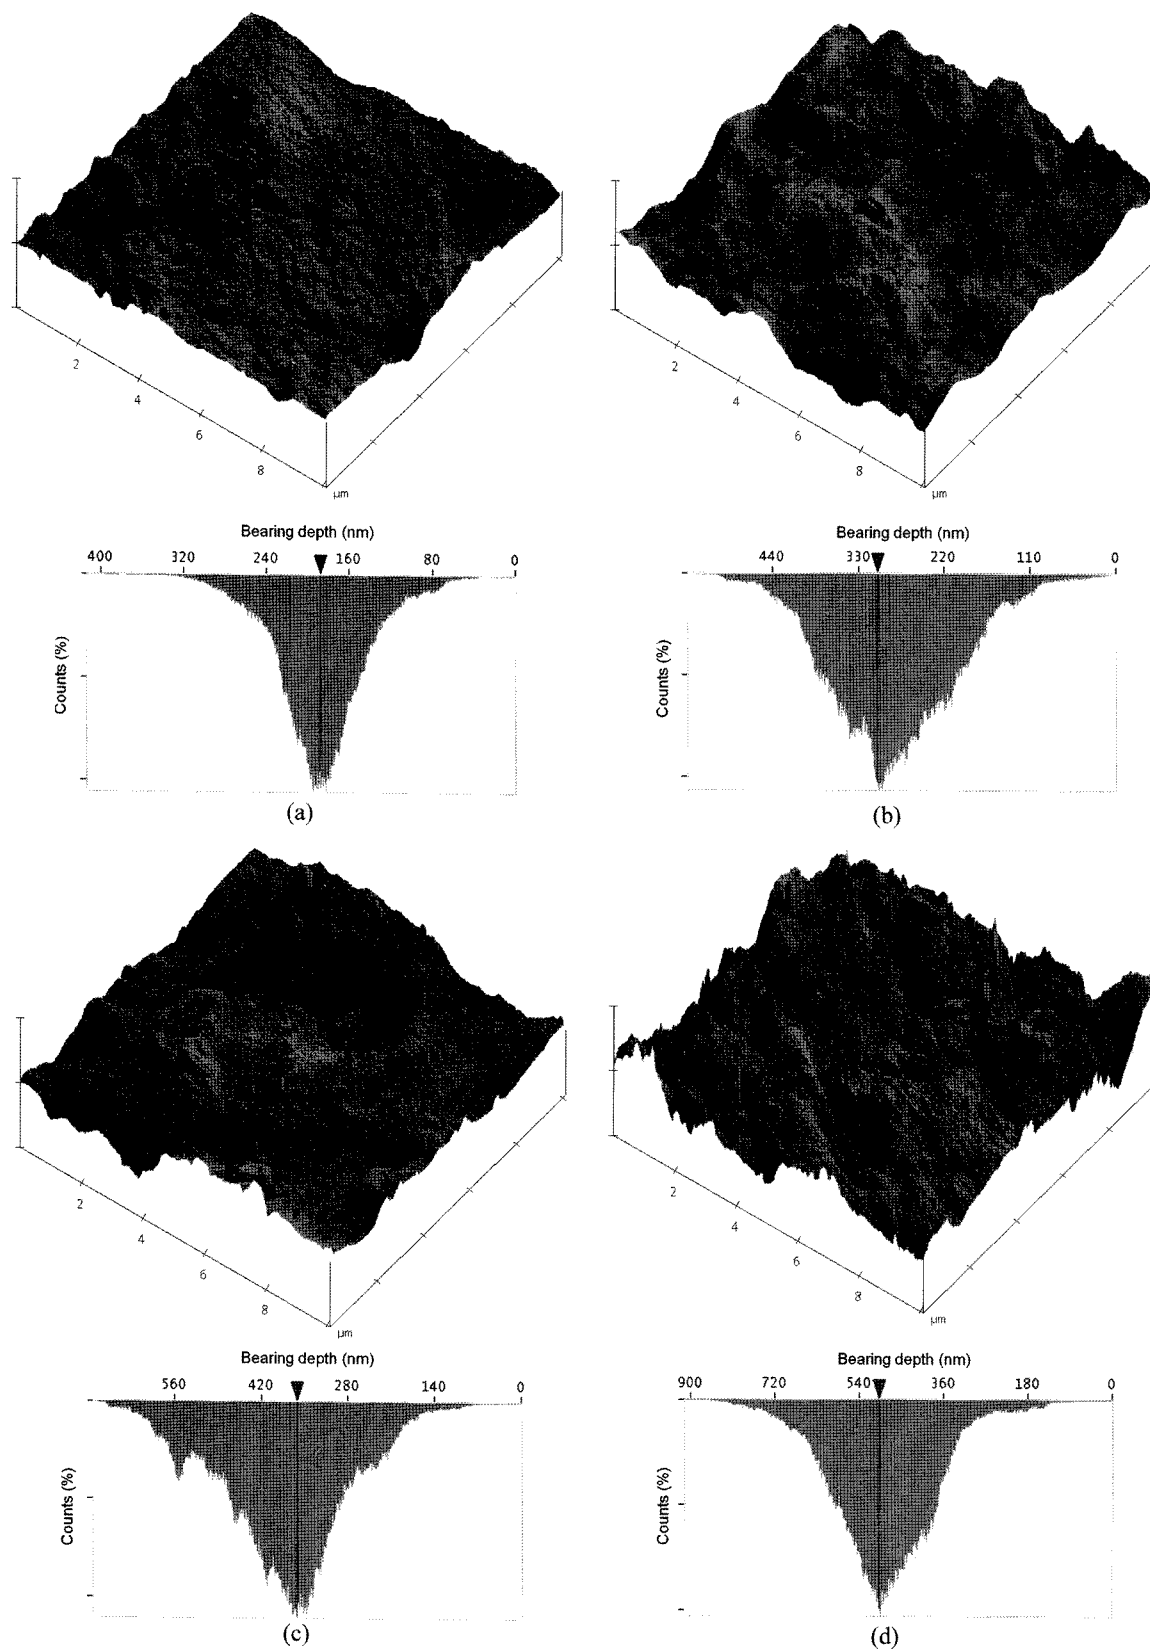 2
4
6
8
µm
2
4
6
8
µm
Bearing depth (nm)
400 320 240 160 80 0
Counts (%)
(a)
Bearing depth (nm)
440 330 220 110 0
Counts (%)
(b)
2
4
6
8
µm
2
4
6
8
µm
Bearing depth (nm)
560 420 280 140 0
Counts (%)
(c)
Bearing depth (nm)
900 720 540 360 180 0
Counts (%)
(d)